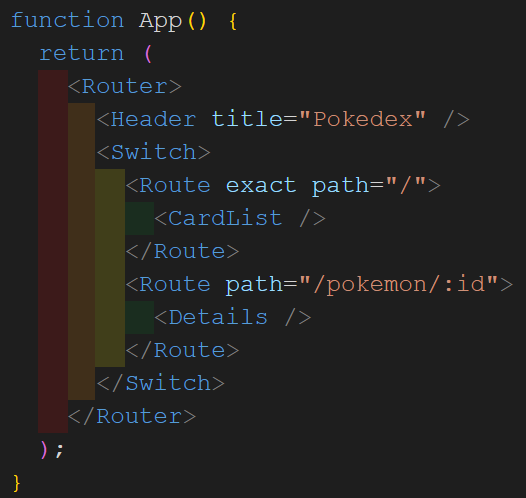 function App() {
  return (
    <Router>
      <Header title="Pokedex" />
      <Switch>
        <Route exact path="/">
          <CardList />
        </Route>
        <Route path="/pokemon/:id">
          <Details />
        </Route>
      </Switch>
    </Router>
  );
}